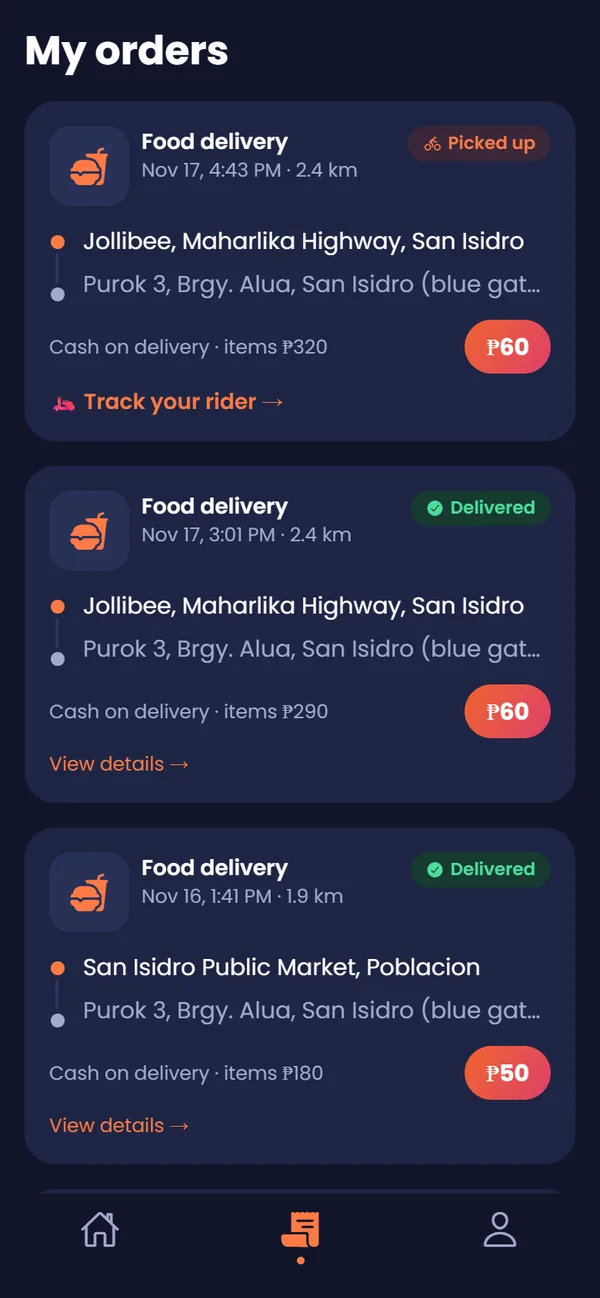 My orders
Food delivery
Picked up
Nov 17, 4:43 PM · 2.4 km
Jollibee, Maharlika Highway, San Isidro
Purok 3, Brgy. Alua, San Isidro (blue gat...
Cash on delivery · items ₱320
₱60
Track your rider →
Food delivery
Delivered
Nov 17, 3:01 PM · 2.4 km
Jollibee, Maharlika Highway, San Isidro
Purok 3, Brgy. Alua, San Isidro (blue gat...
Cash on delivery · items ₱290
₱60
View details →
Food delivery
Delivered
Nov 16, 1:41 PM · 1.9 km
San Isidro Public Market, Poblacion
Purok 3, Brgy. Alua, San Isidro (blue gat...
Cash on delivery · items ₱180
₱50
View details →